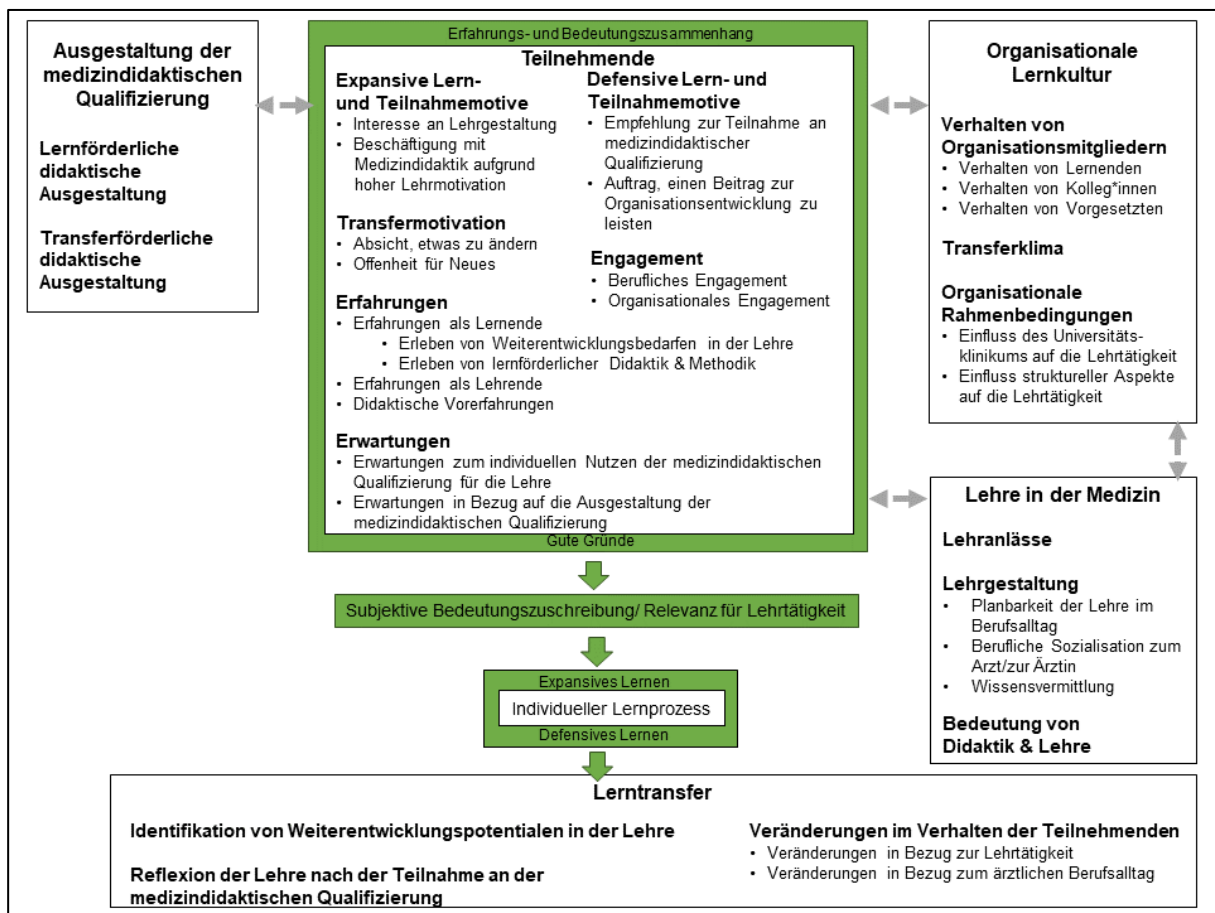 Ausgestaltung der
medizindidaktischen
Qualifizierung
Lernförderliche
didaktische
Ausgestaltung
Transferförderliche
didaktische
Ausgestaltung
Erfahrungs- und Bedeutungszusammenhang
Teilnehmende
Expansive Lern-
und Teilnahmemotive
• Interesse an Lehrgestaltung
• Beschäftigung mit
Medizindidaktik aufgrund
hoher Lehrmotivation
Transfermotivation
• Absicht, etwas zu ändern
• Offenheit für Neues
Defensive Lern- und
Teilnahmemotive
• Empfehlung zur Teilnahme an
medizindidaktischer
Qualifizierung
• Auftrag, einen Beitrag zur
Organisationsentwicklung zu
leisten
Engagement
• Berufliches Engagement
• Organisationales Engagement
Erfahrungen
• Erfahrungen als Lernende
• Erleben von Weiterentwicklungsbedarfen in der Lehre
• Erleben von lernförderlicher Didaktik & Methodik
• Erfahrungen als Lehrende
• Didaktische Vorerfahrungen
Erwartungen
• Erwartungen zum individuellen Nutzen der medizindidaktischen
Qualifizierung für die Lehre
• Erwartungen in Bezug auf die Ausgestaltung der
medizindidaktischen Qualifizierung
Gute Gründe
Organisationale
Lernkultur
Verhalten von
Organisationsmitgliedern
• Verhalten von Lernenden
• Verhalten von Kolleg*innen
• Verhalten von Vorgesetzten
Transferklima
Organisationale
Rahmenbedingungen
• Einfluss des Universitäts-
klinikums auf die Lehrtätigkeit
• Einfluss struktureller Aspekte
auf die Lehrtätigkeit
Lehre in der Medizin
Lehranlässe
Lehrgestaltung
• Planbarkeit der Lehre im
Berufsalltag
• Berufliche Sozialisation zum
Arzt/zur Ärztin
• Wissensvermittlung
Bedeutung von
Didaktik & Lehre
Subjektive Bedeutungszuschreibung/ Relevanz für Lehrtätigkeit
Expansives Lernen
Individueller Lernprozess
Defensives Lernen
Lerntransfer
Identifikation von Weiterentwicklungspotentialen in der Lehre
Reflexion der Lehre nach der Teilnahme an der
medizindidaktischen Qualifizierung
Veränderungen im Verhalten der Teilnehmenden
• Veränderungen in Bezug zur Lehrtätigkeit
• Veränderungen in Bezug zum ärztlichen Berufsalltag